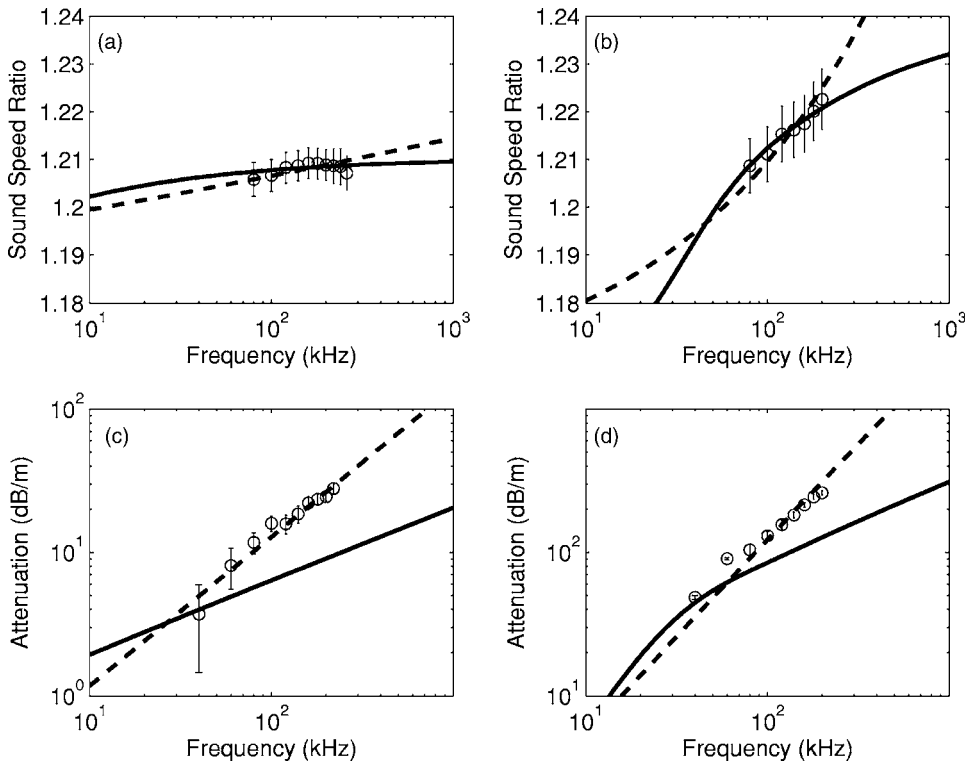 1.24
1.23
1.22
1.21
1.2
1.19
1.18
Sound Speed Ratio
(a)
10^1
10^2
10^3
Frequency (kHz)
1.24
1.23
1.22
1.21
1.2
1.19
1.18
Sound Speed Ratio
(b)
10^1
10^2
10^3
Frequency (kHz)
10^2
10^1
10^0
Attenuation (dB/m)
(c)
10^1
10^2
Frequency (kHz)
10^2
10^1
Attenuation (dB/m)
(d)
10^1
10^2
Frequency (kHz)